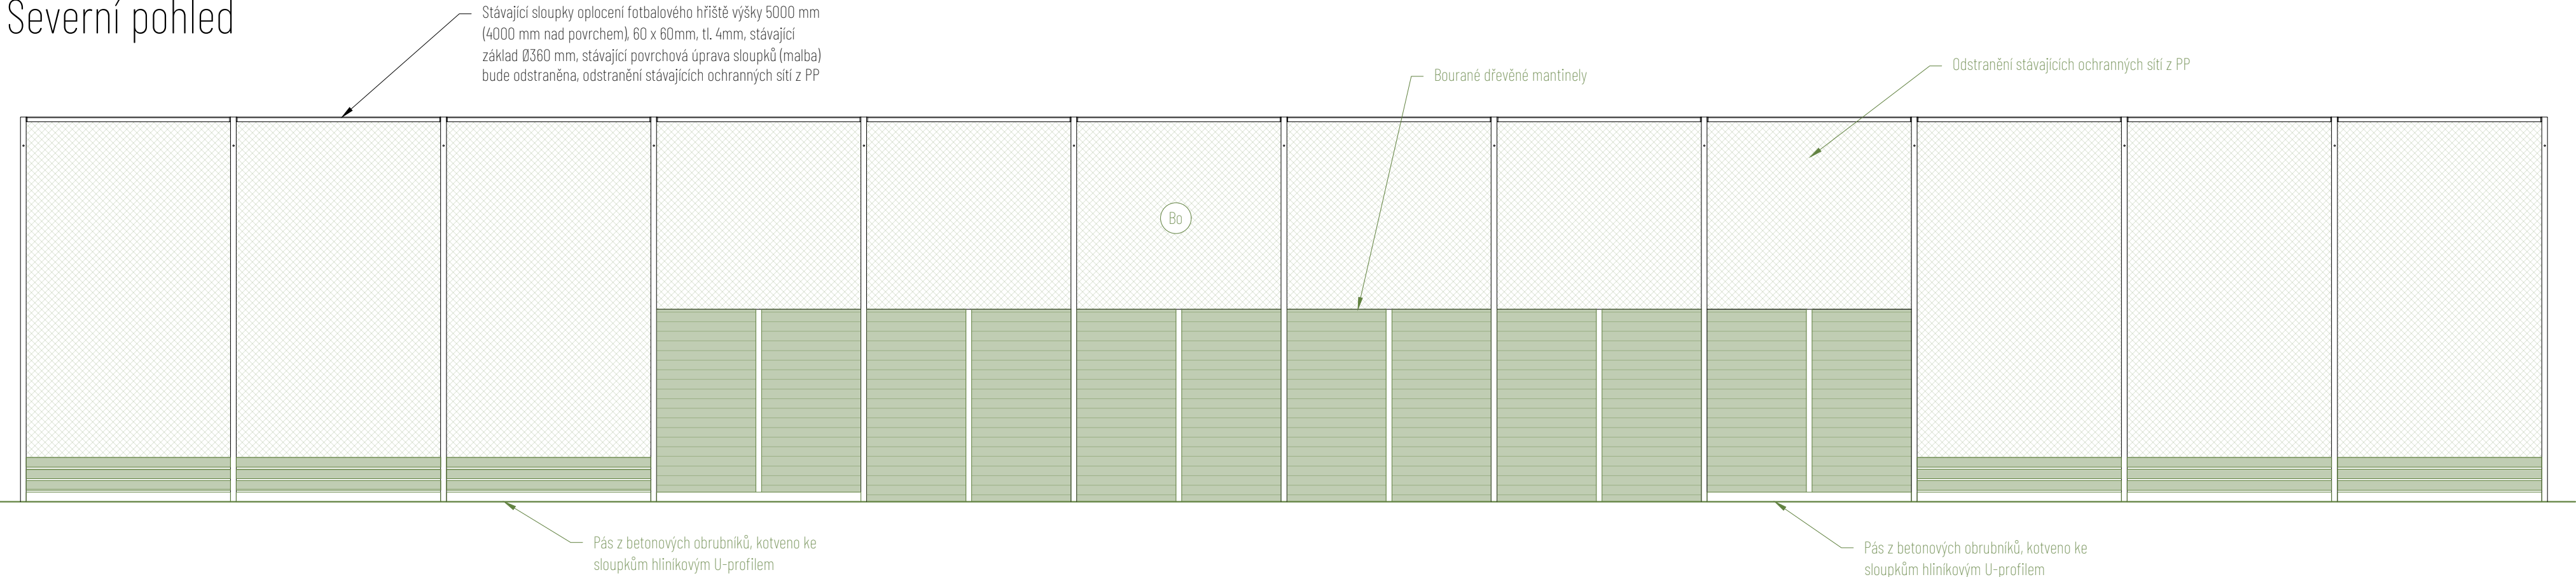 Severní pohled
Stávající sloupky oplocení fotbalového hřiště výšky 5000 mm
(4000 mm nad povrchem), 60 x 60mm, tl. 4mm, stávající
základ Ø360 mm, stávající povrchová úprava sloupků (malba)
bude odstraněna, odstranění stávajících ochranných sítí z PP
Bourané dřevěné mantinely
Odstranění stávajících ochranných sítí z PP
Bo
Pás z betonových obrubníků, kotveno ke
sloupkům hliníkovým U-profilem
Pás z betonových obrubníků, kotveno ke
sloupkům hliníkovým U-profilem